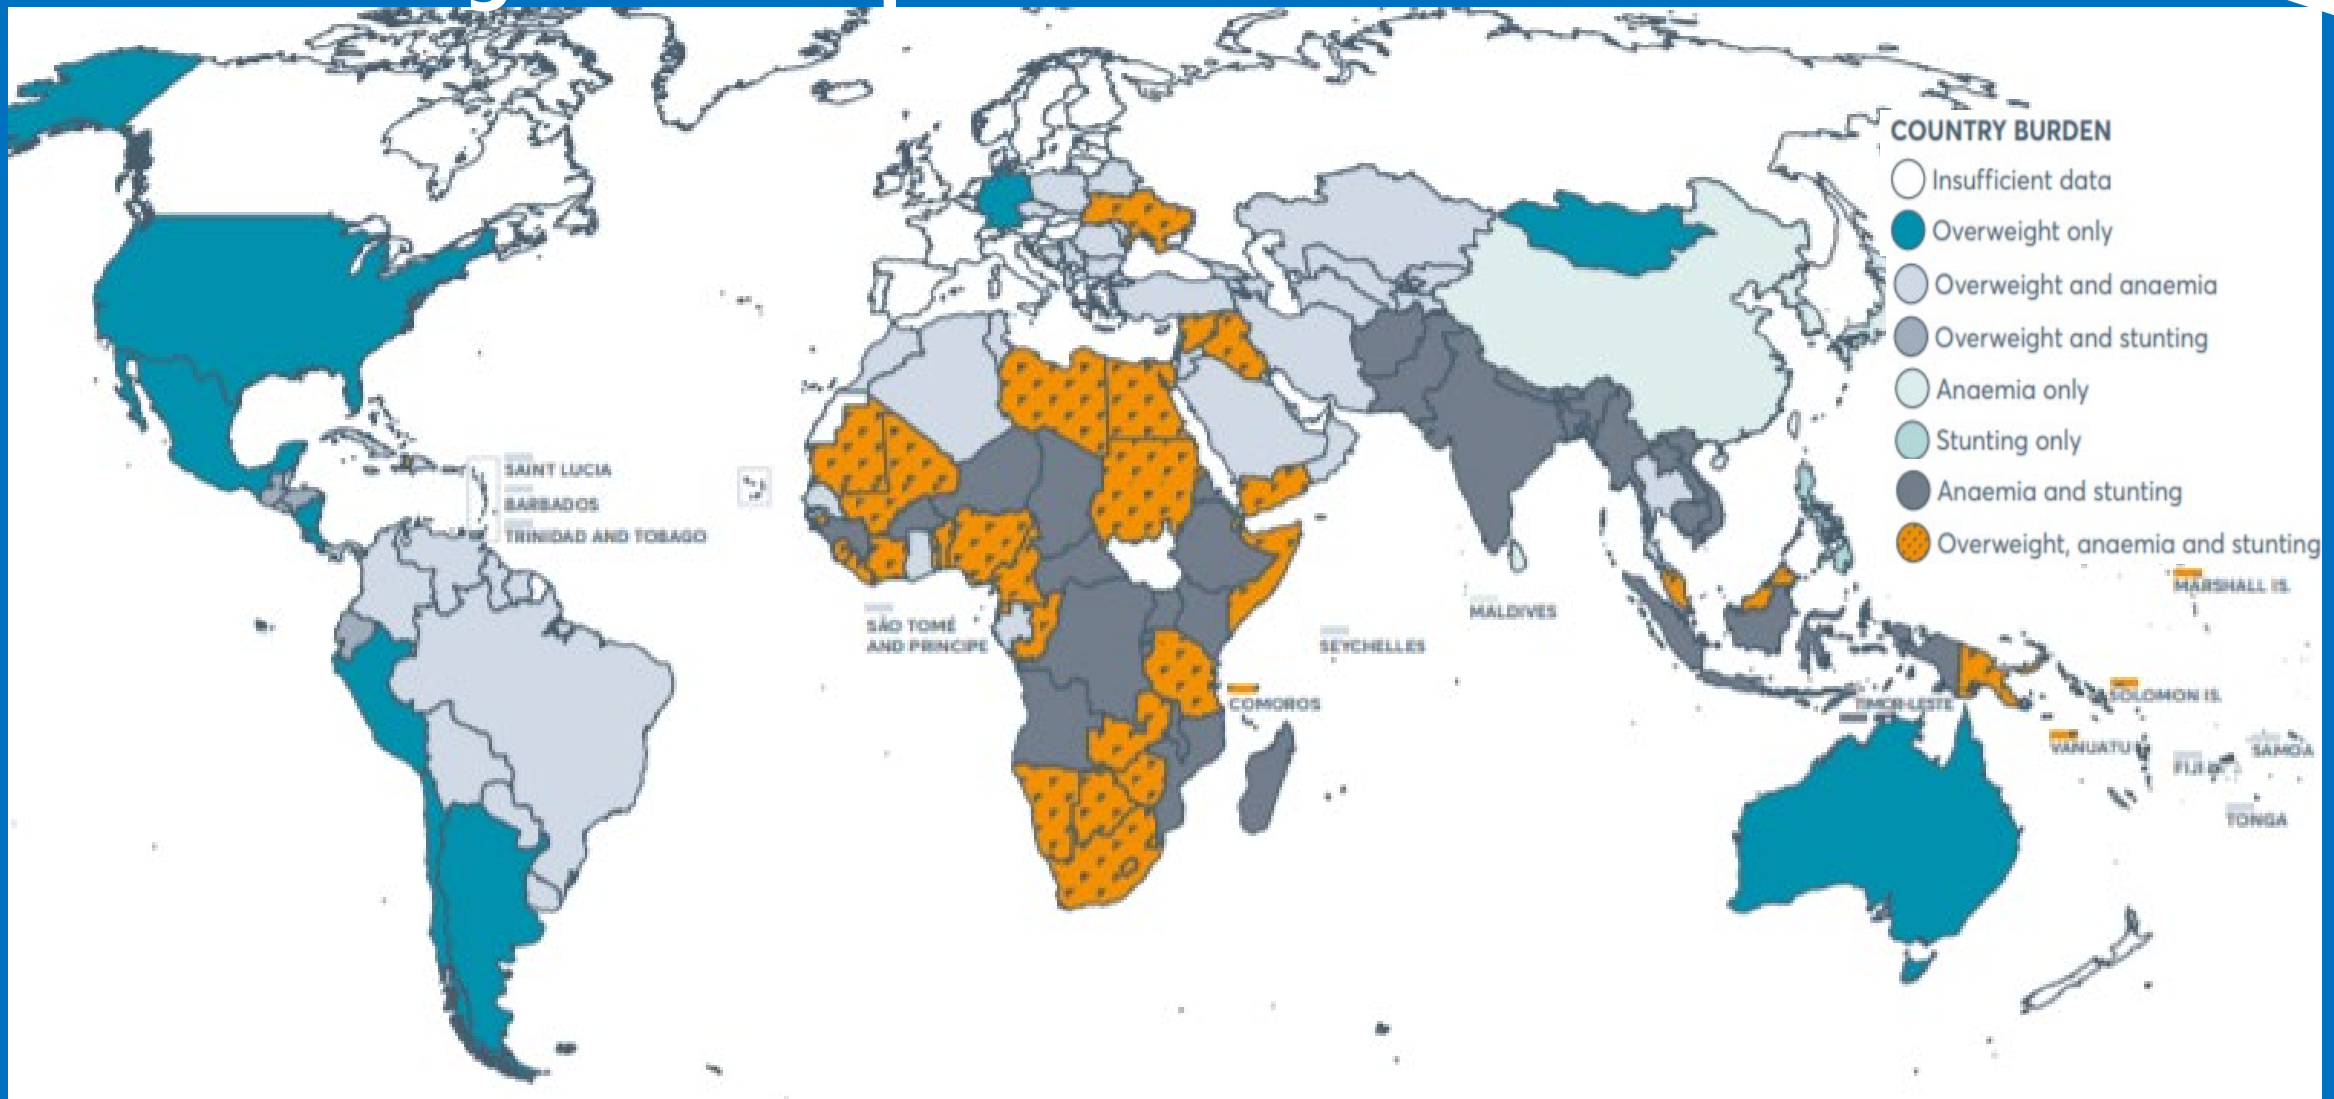 COUNTRY BURDEN
Insufficient data
Overweight only
Overweight and anaemia
Overweight and stunting
Anaemia only
Stunting only
Anaemia and stunting
Overweight, anaemia and stunting
SAINT LUCIA
BARBADOS
TRINIDAD AND TOBAGO
SÃO TOMÉ
AND PRINCIPE
SEYCHELLES
COMOROS
MALDIVES
TIMOR-LESTE
MARSHALL IS.
SOLOMON IS.
VANUATU
FIJI
SAMOA
TONGA